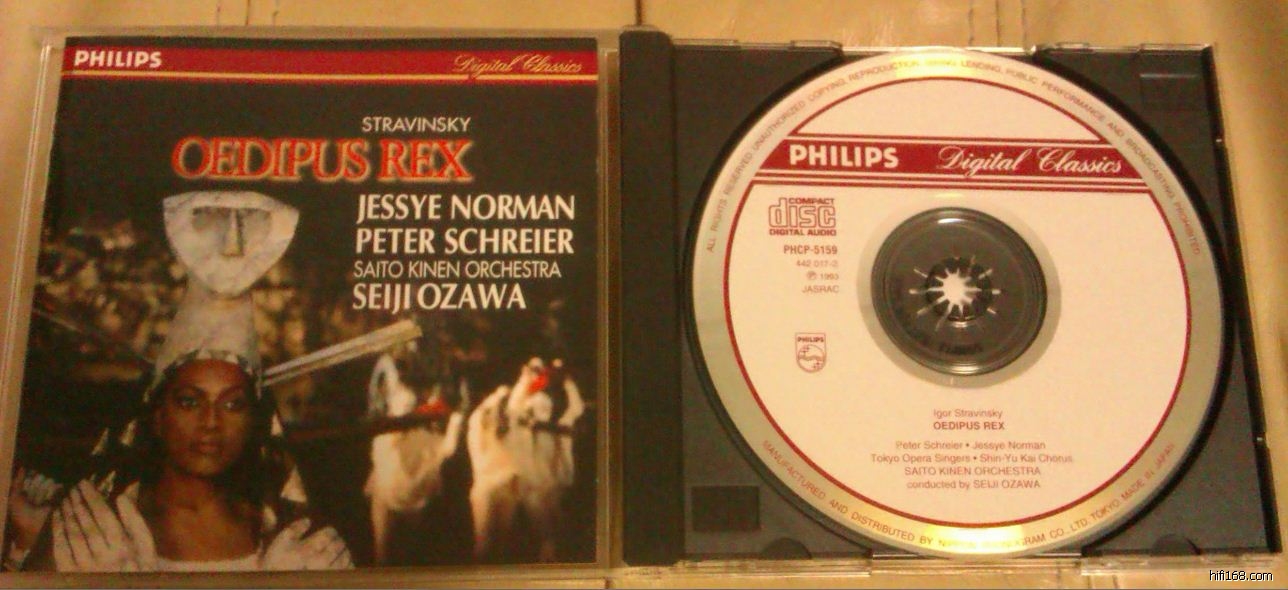 PHILIPS
Digital Classics
STRAVINSKY
OEDIPUS REX
JESSYE NORMAN
PETER SCHREIER
SAITO KINEN ORCHESTRA
SEIJI OZAWA
ALL RIGHTS RESERVED. UNAUTHORIZED COPYING, REPRODUCTION, HIRING, LENDING, PUBLIC PERFORMANCE AND BROADCASTING PROHIBITED
PHILIPS
Digital Classics
COMPACT
disc
DIGITAL AUDIO
PHCP-5159
442 017-2
℗ 1993
JASRAC
PHILIPS
Igor Stravinsky
OEDIPUS REX
Peter Schreier • Jessye Norman
Tokyo Opera Singers • Shin-Yu Kai Chorus
SAITO KINEN ORCHESTRA
conducted by SEIJI OZAWA
MANUFACTURED AND DISTRIBUTED BY NIPPON PHONOGRAM CO., LTD. TOKYO. MADE IN JAPAN
hifi168.com